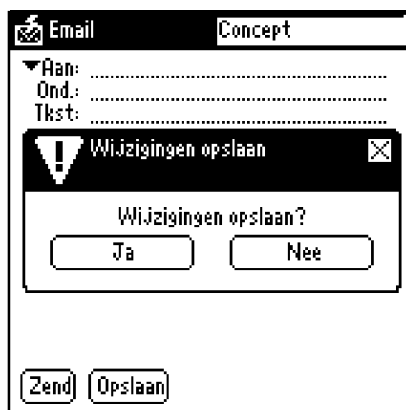 Email Concept
Aan:
Ond.:
Tkst:
Wijzigingen opslaan
Wijzigingen opslaan?
Ja Nee
Zend Opslaan